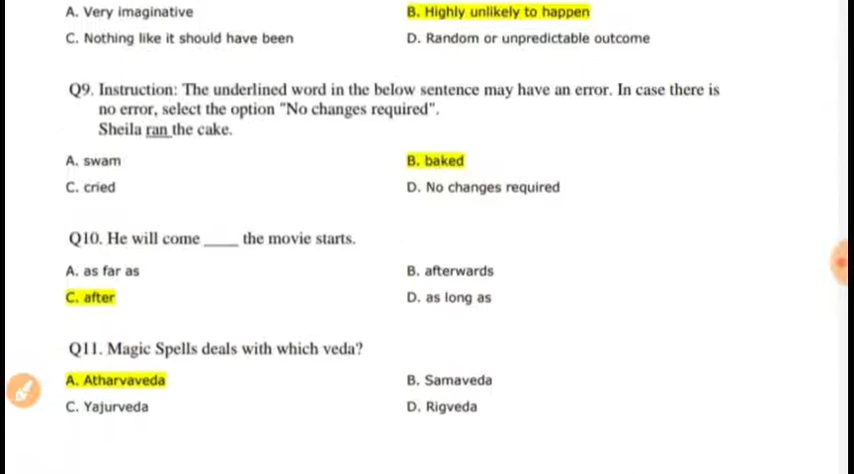 A. Very imaginative B. Highly unlikely to happen
C. Nothing like it should have been D. Random or unpredictable outcome
Q9. Instruction: The underlined word in the below sentence may have an error. In case there is
no error, select the option "No changes required".
Sheila ran the cake.
A. swam B. baked
C. cried D. No changes required
Q10. He will come ____ the movie starts.
A. as far as B. afterwards
C. after D. as long as
Q11. Magic Spells deals with which veda?
A. Atharvaveda B. Samaveda
C. Yajurveda D. Rigveda